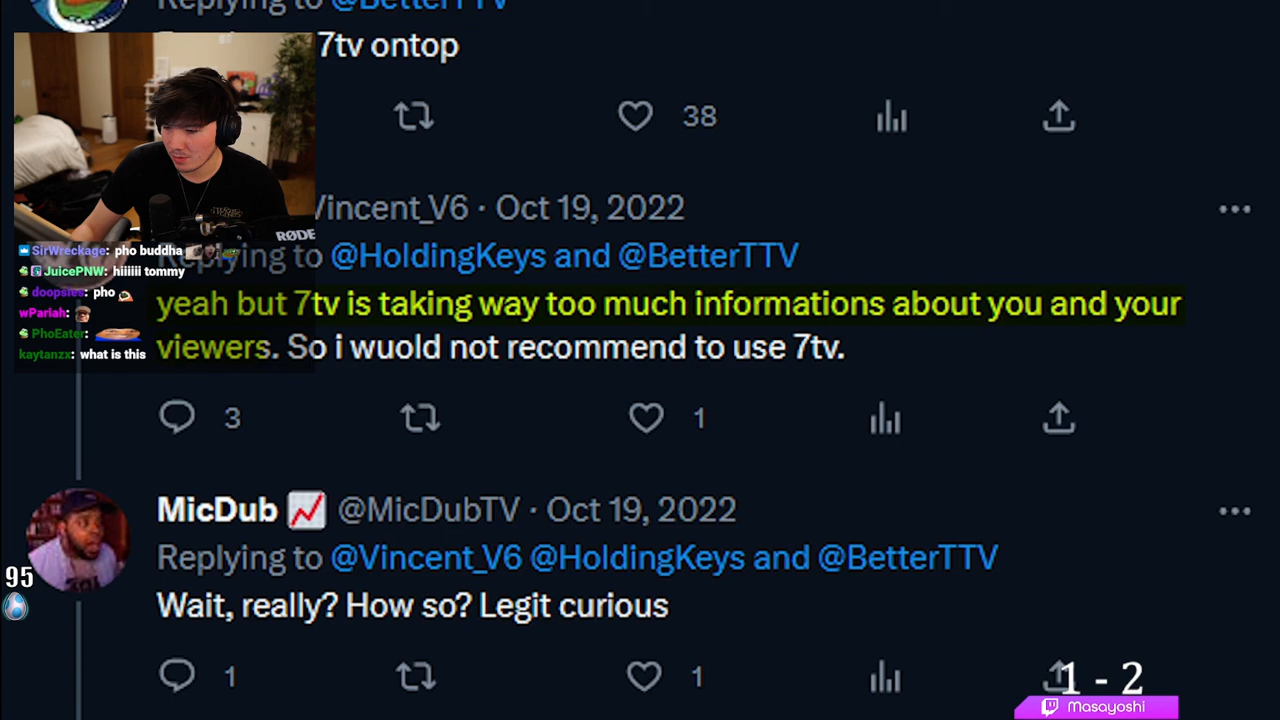 Replying to @BetterTTV
7tv ontop
38
Vincent_V6 · Oct 19, 2022
Replying to @HoldingKeys and @BetterTTV
yeah but 7tv is taking way too much informations about you and your
viewers. So i wuold not recommend to use 7tv.
3 1
RØDE
SirWreckage: pho buddha
JuicePNW: hiiiiii tommy
doopsies: pho
wPariah:
PhoEater:
kaytanzx: what is this
MicDub @MicDubTV · Oct 19, 2022
Replying to @Vincent_V6 @HoldingKeys and @BetterTTV
Wait, really? How so? Legit curious
1 1
95
1 - 2
Masayoshi